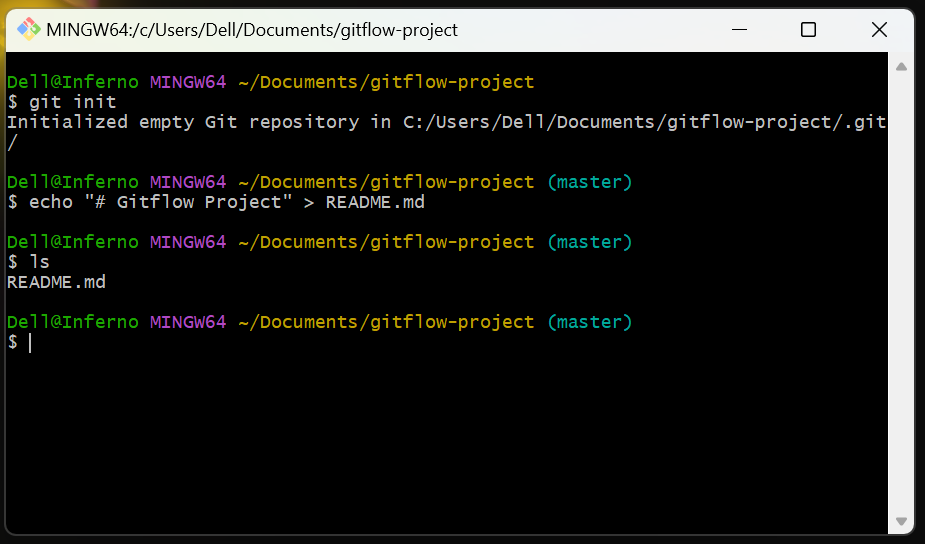 MINGW64:/c/Users/Dell/Documents/gitflow-project
Dell@Inferno MINGW64 ~/Documents/gitflow-project
$ git init
Initialized empty Git repository in C:/Users/Dell/Documents/gitflow-project/.git
/
Dell@Inferno MINGW64 ~/Documents/gitflow-project (master)
$ echo "# Gitflow Project" > README.md
Dell@Inferno MINGW64 ~/Documents/gitflow-project (master)
$ ls
README.md
Dell@Inferno MINGW64 ~/Documents/gitflow-project (master)
$